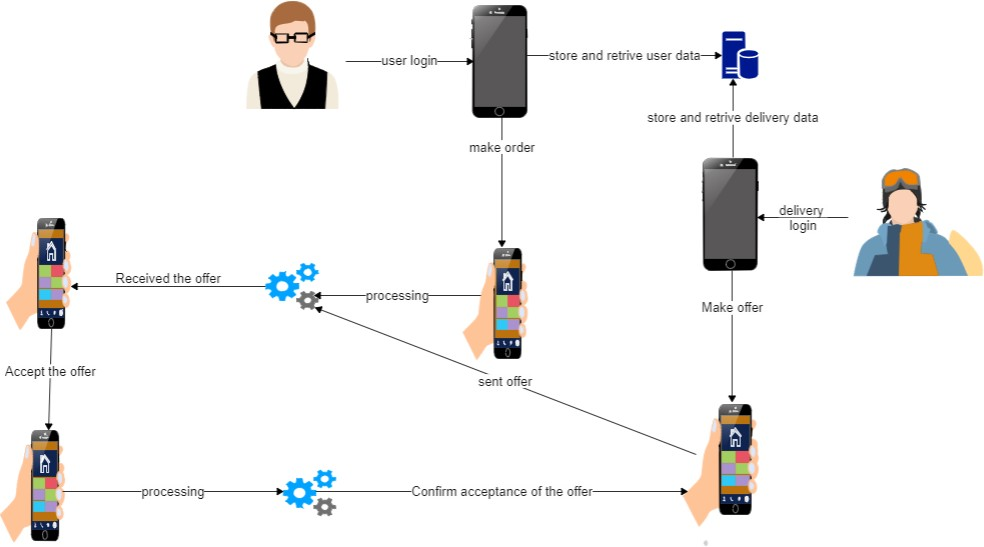 user login
store and retrive user data
store and retrive delivery data
make order
delivery
login
Received the offer
processing
Make offer
Accept the offer
sent offer
processing
Confirm acceptance of the offer